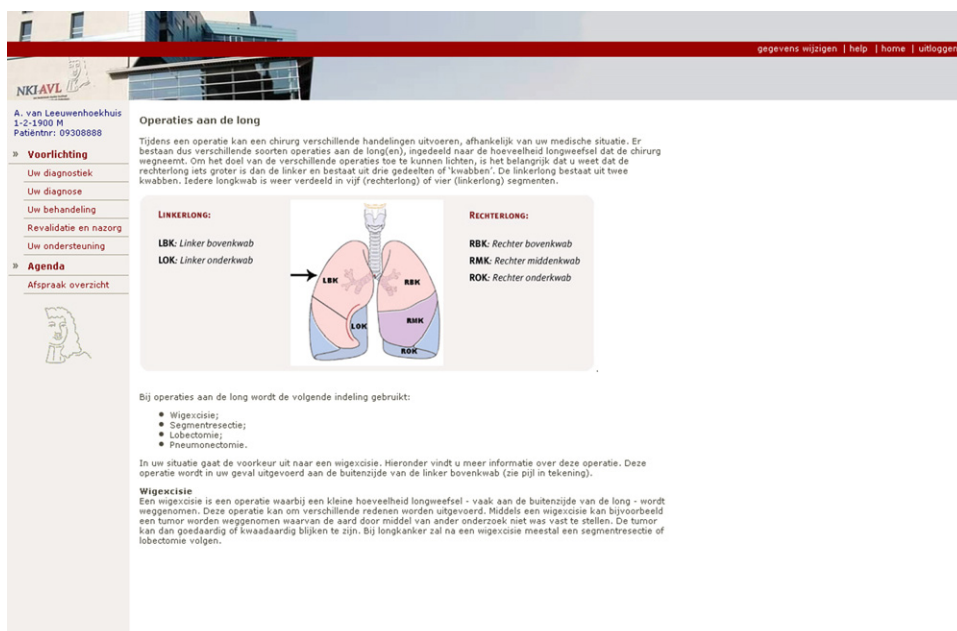 gegevens wijzigen | help | home | uitloggen
NKI AVL
A. van Leeuwenhoekhuis
1-2-1900 M
Patiëntnr: 09308888
» Voorlichting
Uw diagnostiek
Uw diagnose
Uw behandeling
Revalidatie en nazorg
Uw ondersteuning
» Agenda
Afspraak overzicht
Operaties aan de long
Tijdens een operatie kan een chirurg verschillende handelingen uitvoeren, afhankelijk van uw medische situatie. Er
bestaan dus verschillende soorten operaties aan de long(en), ingedeeld naar de hoeveelheid longweefsel dat de chirurg
wegneemt. Om het doel van de verschillende operaties toe te kunnen lichten, is het belangrijk dat u weet dat de
rechterlong iets groter is dan de linker en bestaat uit drie gedeelten of 'kwabben'. De linkerlong bestaat uit twee
kwabben. Iedere longkwab is weer verdeeld in vijf (rechterlong) of vier (linkerlong) segmenten.
LINKERLONG:
LBK: Linker bovenkwab
LOK: Linker onderkwab
LBK
RBK
LOK
RMK
ROK
RECHTERLONG:
RBK: Rechter bovenkwab
RMK: Rechter middenkwab
ROK: Rechter onderkwab
.
Bij operaties aan de long wordt de volgende indeling gebruikt:
• Wigexcisie;
• Segmentresectie;
• Lobectomie;
• Pneumonectomie.
In uw situatie gaat de voorkeur uit naar een wigexcisie. Hieronder vindt u meer informatie over deze operatie. Deze
operatie wordt in uw geval uitgevoerd aan de buitenzijde van de linker bovenkwab (zie pijl in tekening).
Wigexcisie
Een wigexcisie is een operatie waarbij een kleine hoeveelheid longweefsel - vaak aan de buitenzijde van de long - wordt
weggenomen. Deze operatie kan om verschillende redenen worden uitgevoerd. Middels een wigexcisie kan bijvoorbeeld
een tumor worden weggenomen waarvan de aard door middel van ander onderzoek niet was vast te stellen. De tumor
kan dan goedaardig of kwaadaardig blijken te zijn. Bij longkanker zal na een wigexcisie meestal een segmentresectie of
lobectomie volgen.